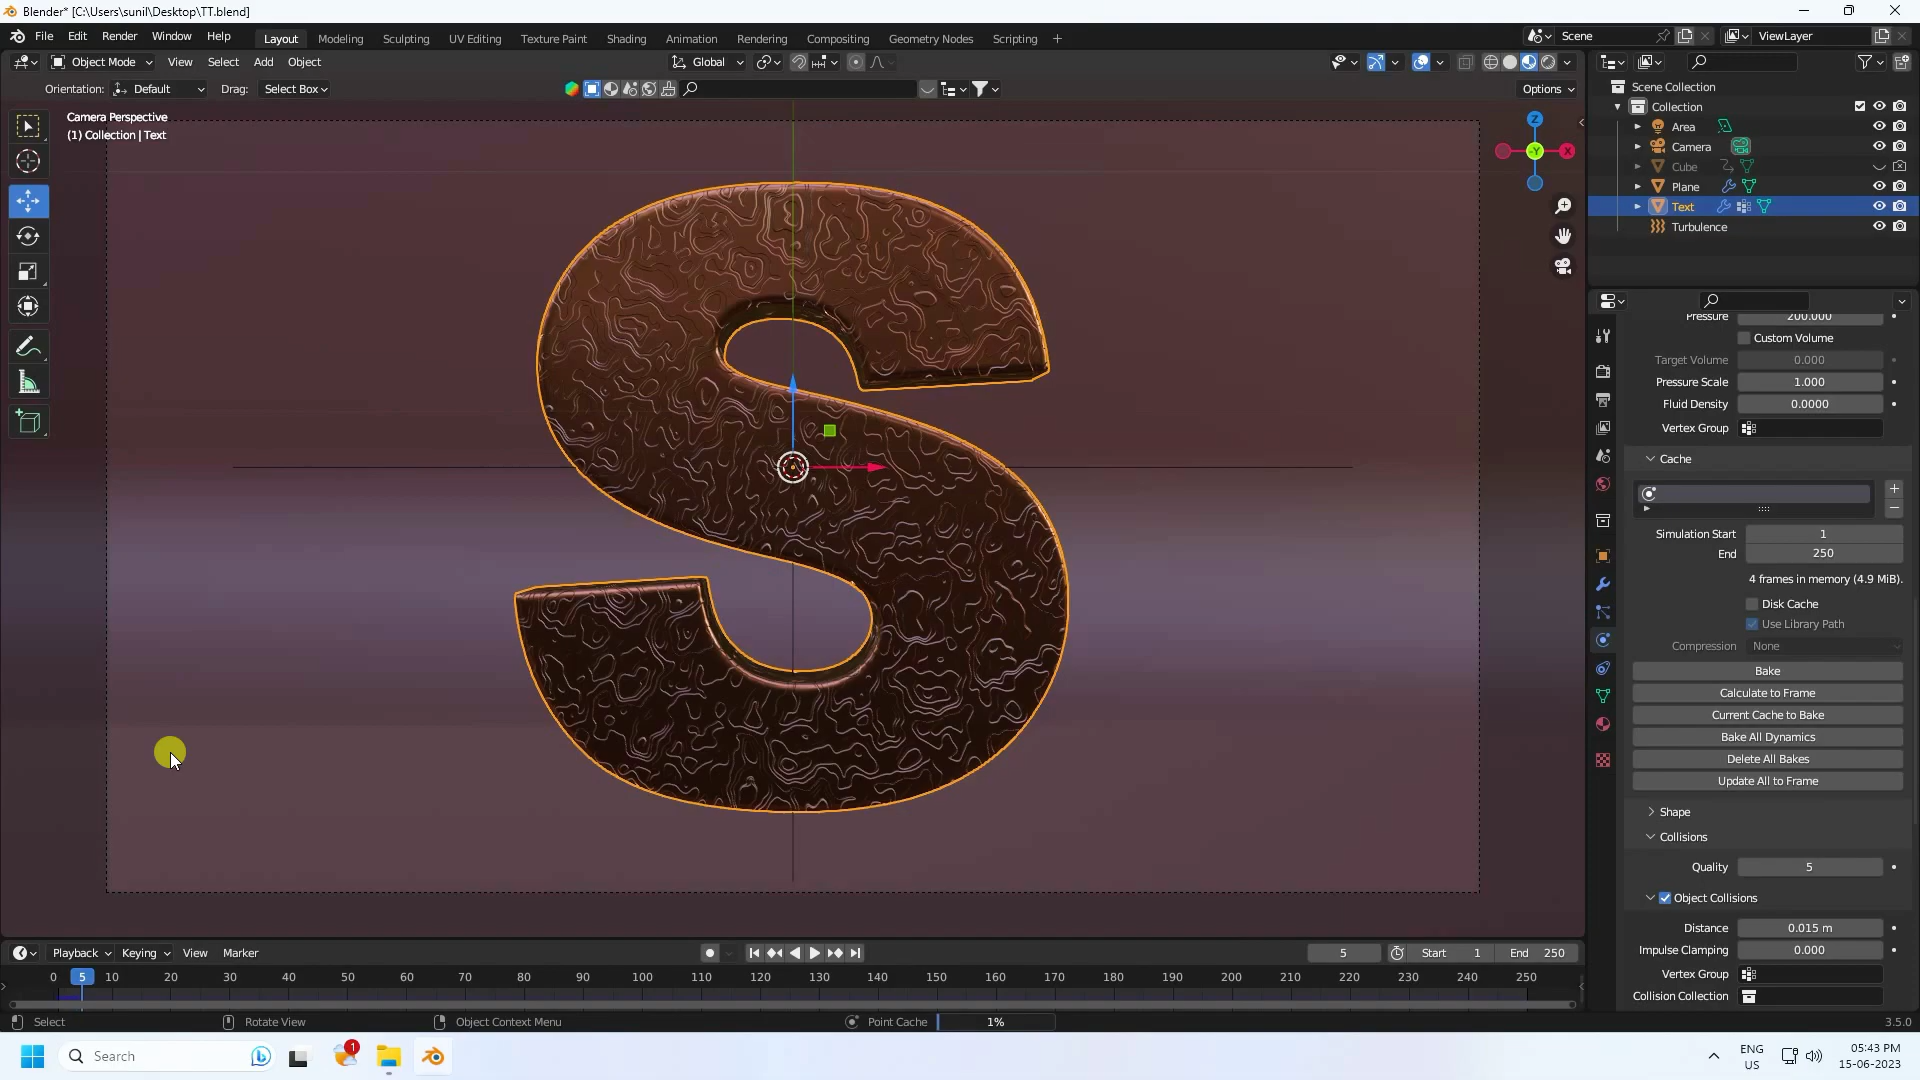 Blender* [C:\Users\sunil\Desktop\TT.blend]
File Edit Render Window Help
Layout Modeling Sculpting UV Editing Texture Paint Shading Animation Rendering Compositing Geometry Nodes Scripting +
Scene
ViewLayer
Object Mode View Select Add Object
Global
Orientation: Default Drag: Select Box
Options
Camera Perspective
(1) Collection | Text
Z
-Y
X
S
Scene Collection
Collection
Area
Camera
Cube
Plane
Text
Turbulence
Pressure 200.000
Custom Volume
Target Volume 0.000
Pressure Scale 1.000
Fluid Density 0.0000
Vertex Group
Cache
Simulation Start 1
End 250
4 frames in memory (4.9 MiB).
Disk Cache
Use Library Path
Compression None
Bake
Calculate to Frame
Current Cache to Bake
Bake All Dynamics
Delete All Bakes
Update All to Frame
Shape
Collisions
Quality 5
Object Collisions
Distance 0.015 m
Impulse Clamping 0.000
Vertex Group
Collision Collection
Playback Keying View Marker
5 Start 1 End 250
0 5 10 20 30 40 50 60 70 80 90 100 110 120 130 140 150 160 170 180 190 200 210 220 230 240 250
Select Rotate View Object Context Menu Point Cache 1% 3.5.0
Search
1
ENG
US
05:43 PM
15-06-2023